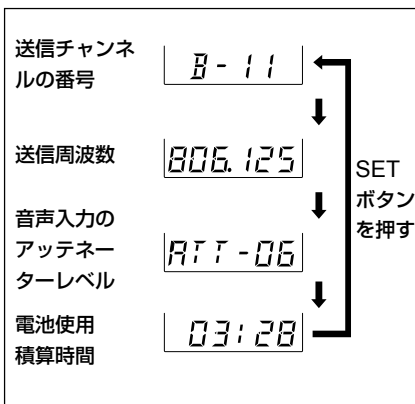 送信チャンネ
ルの番号
B-11
送信周波数
806.125
SET
ボタン
を押す
音声入力の
アッテネー
ターレベル
ATT-06
電池使用
積算時間
03:28